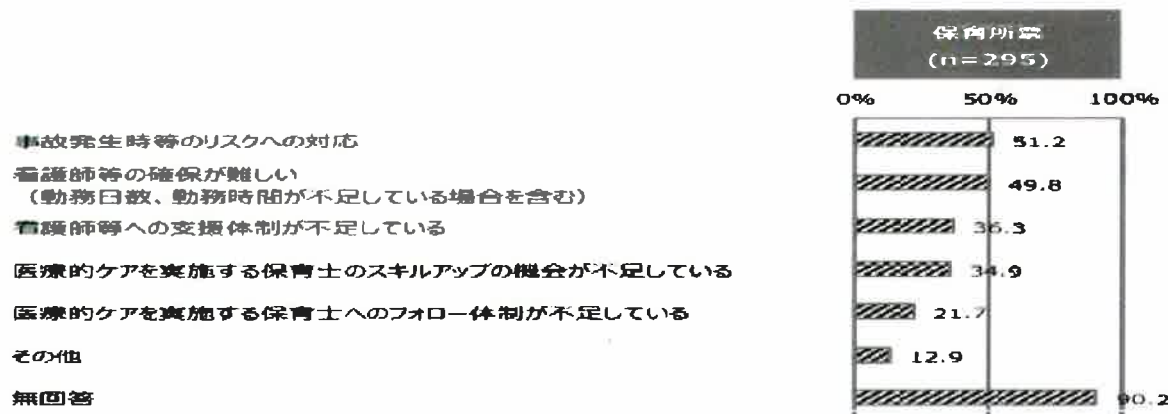 保育所票
(n=295)
0% 50% 100%
事故発生時等のリスクへの対応 51.2
看護師等の確保が難しい
（勤務日数、勤務時間が不足している場合を含む） 49.8
看護師等への支援体制が不足している 36.3
医療的ケアを実施する保育士のスキルアップの機会が不足している 34.9
医療的ケアを実施する保育士へのフォロー体制が不足している 21.7
その他 12.9
無回答 90.2